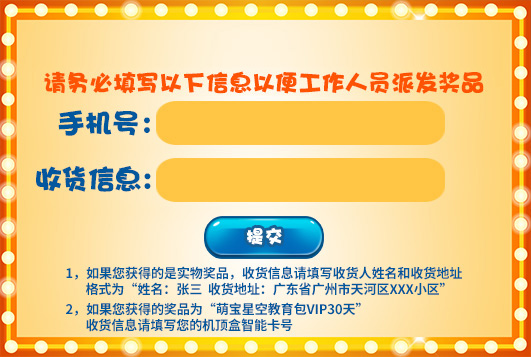 请务必填写以下信息以便工作人员派发奖品
手机号：
收货信息：
提交
1，如果您获得的是实物奖品，收货信息请填写收货人姓名和收货地址
格式为“姓名：张三 收货地址：广东省广州市天河区XXX小区”
2，如果您获得的奖品为“萌宝星空教育包VIP30天”
收货信息请填写您的机顶盒智能卡号